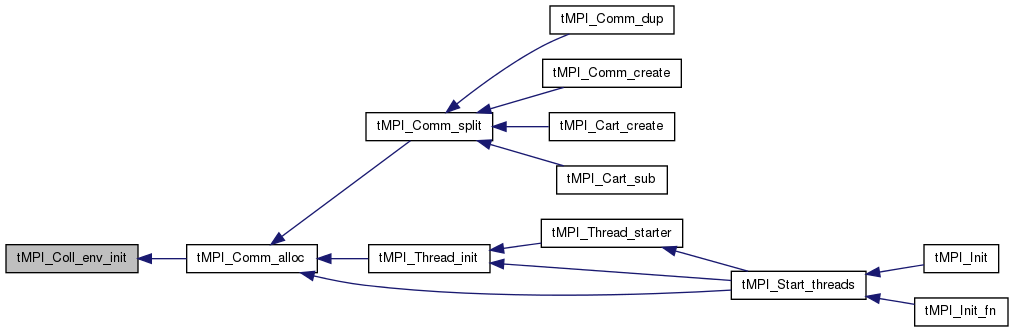 tMPI_Comm_dup
tMPI_Comm_create
tMPI_Comm_split
tMPI_Cart_create
tMPI_Cart_sub
tMPI_Thread_starter
tMPI_Coll_env_init
tMPI_Comm_alloc
tMPI_Thread_init
tMPI_Init
tMPI_Start_threads
tMPI_Init_fn